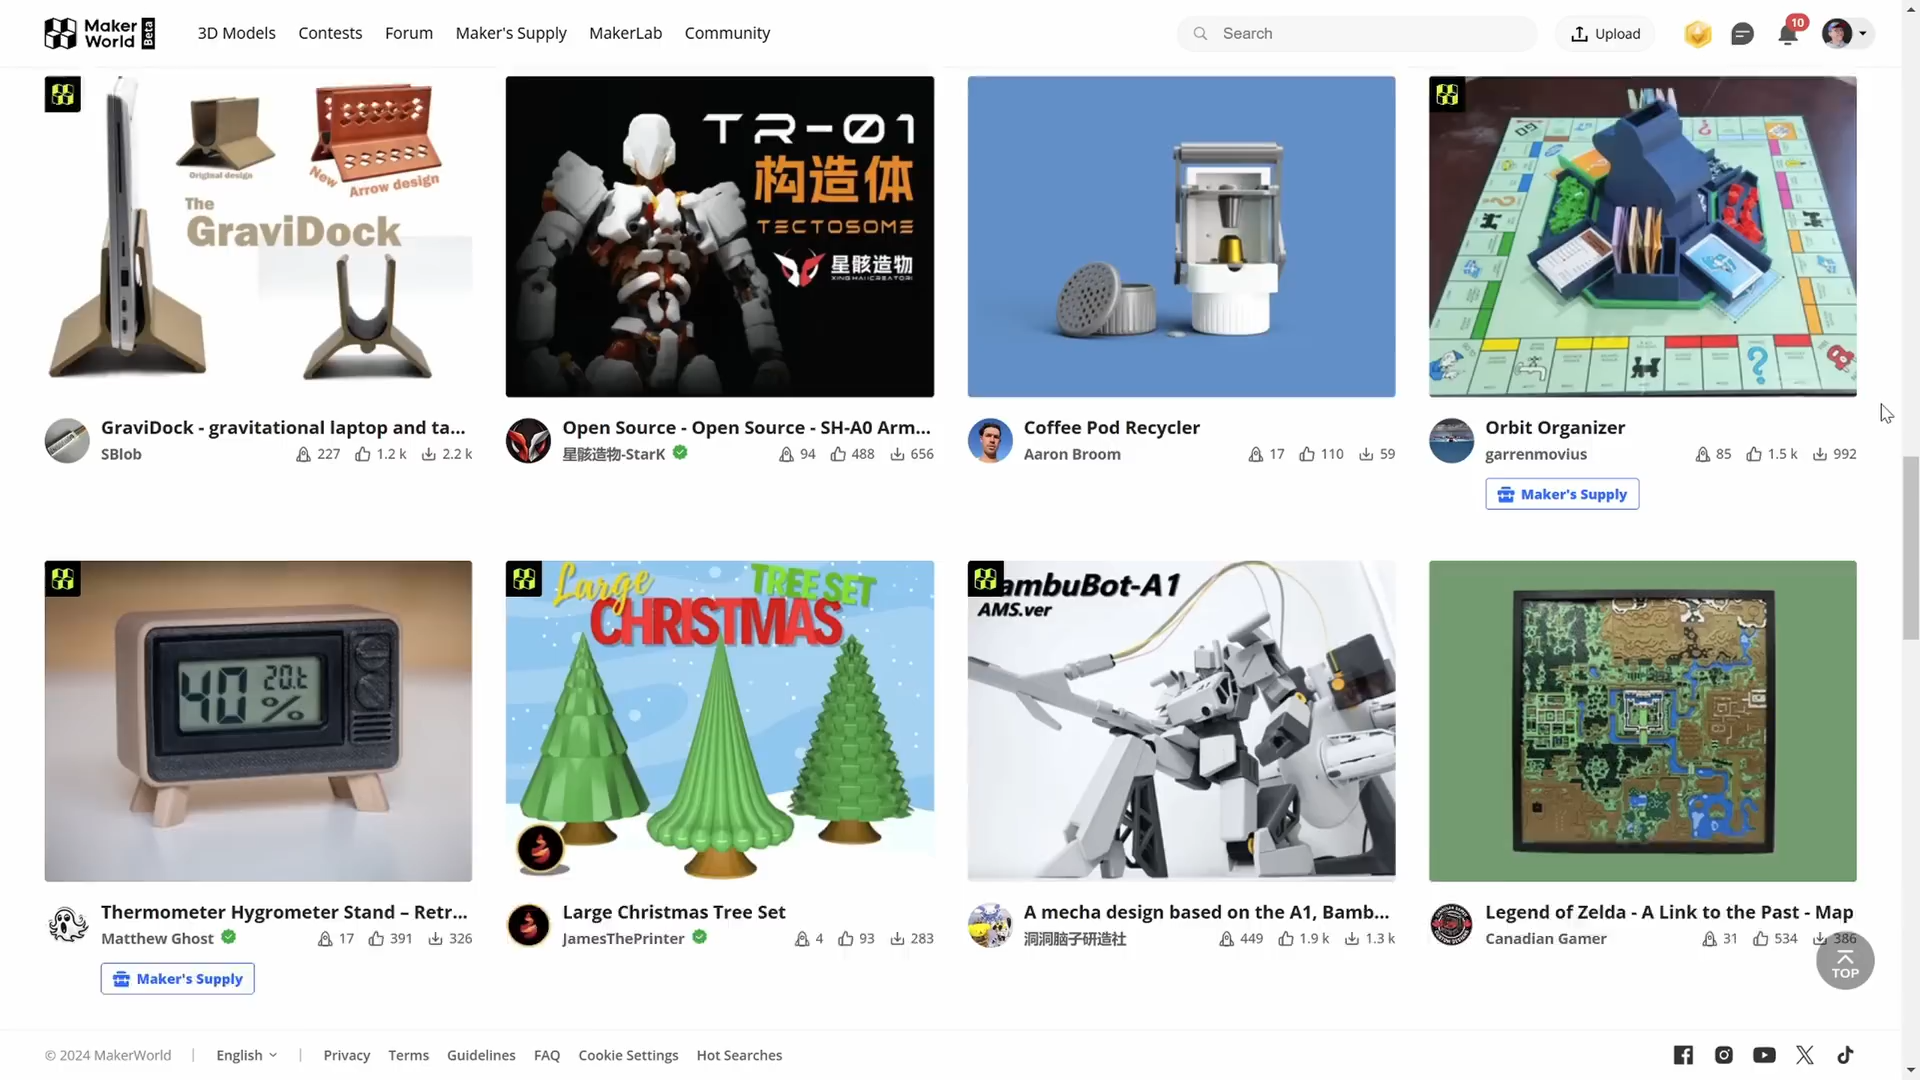 Maker World Beta
3D Models
Contests
Forum
Maker's Supply
MakerLab
Community
Search
Upload
10
Original design
New Arrow design
The
GraviDock
TR-01
构造体
TECTOSOME
星骸造物
GraviDock - gravitational laptop and ta...
SBlob
227
1.2 k
2.2 k
Open Source - Open Source - SH-A0 Arm...
星骸造物-StarK
94
488
656
Coffee Pod Recycler
Aaron Broom
17
110
59
Orbit Organizer
garrenmovius
85
1.5 k
992
Maker's Supply
40 %
20.1
Large
TREE SET
CHRISTMAS
ambuBot-A1
AMS.ver
A1
Thermometer Hygrometer Stand – Retr...
Matthew Ghost
17
391
326
Maker's Supply
Large Christmas Tree Set
JamesThePrinter
4
93
283
A mecha design based on the A1, Bamb...
洞洞脑子研造社
449
1.9 k
1.3 k
Legend of Zelda - A Link to the Past - Map
Canadian Gamer
31
534
386
TOP
© 2024 MakerWorld
English
Privacy
Terms
Guidelines
FAQ
Cookie Settings
Hot Searches